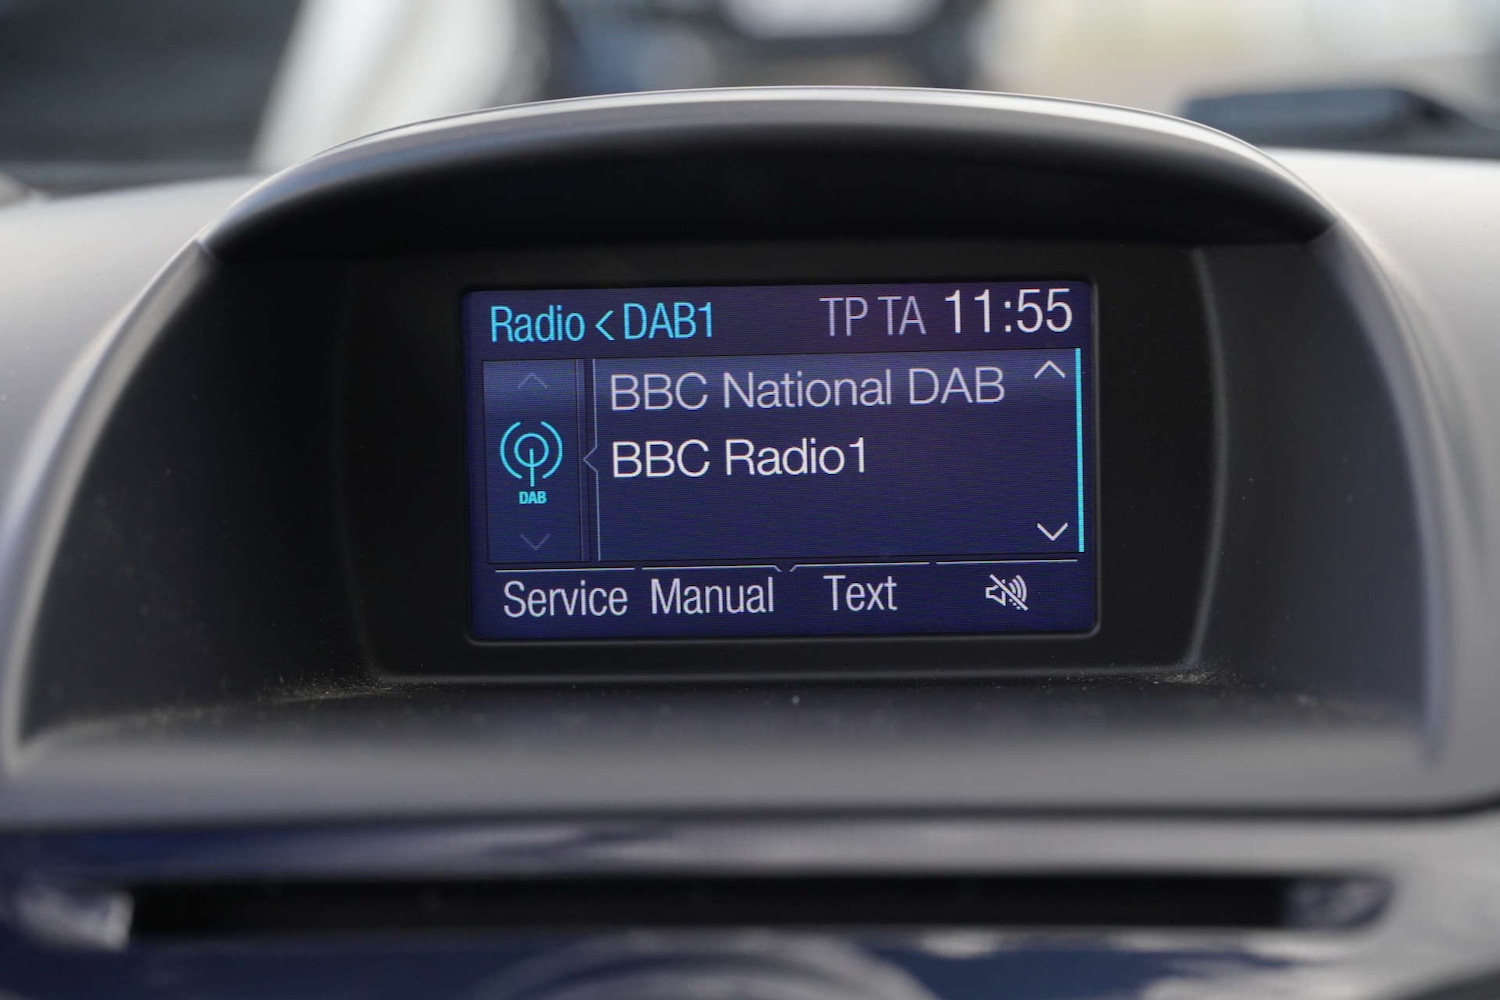 Radio < DAB1 TP TA 11:55
BBC National DAB
BBC Radio1
DAB
Service Manual Text